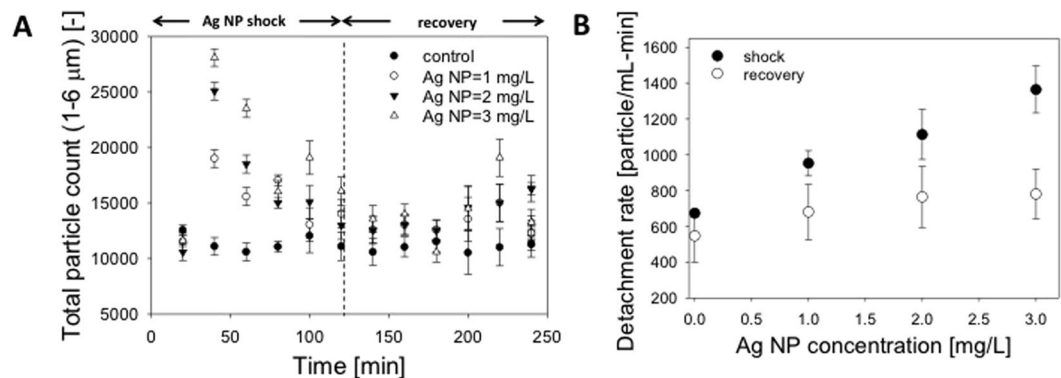 A
Ag NP shock
recovery
Total particle count (1-6 μm) [-]
30000
25000
20000
15000
10000
5000
control
Ag NP=1 mg/L
Ag NP=2 mg/L
Ag NP=3 mg/L
0
50
100
150
200
250
Time [min]
B
Detachment rate [particle/mL-min]
1600
1400
1200
1000
800
600
400
200
shock
recovery
0.0
0.5
1.0
1.5
2.0
2.5
3.0
Ag NP concentration [mg/L]